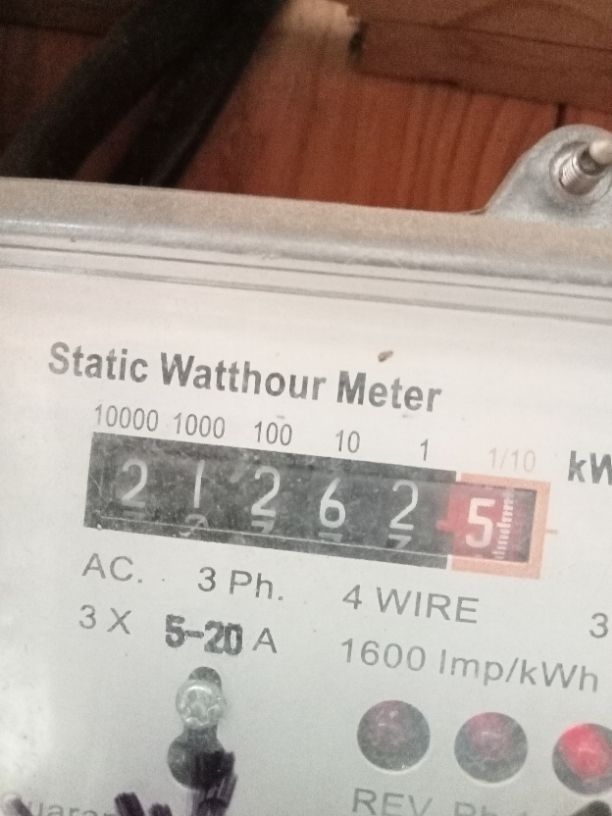 Static Watthour Meter
10000 1000 100 10 1 1/10 kW
2 1 2 6 2 5
AC. 3 Ph. 4 WIRE 3
3 X 5-20 A 1600 Imp/kWh
REV